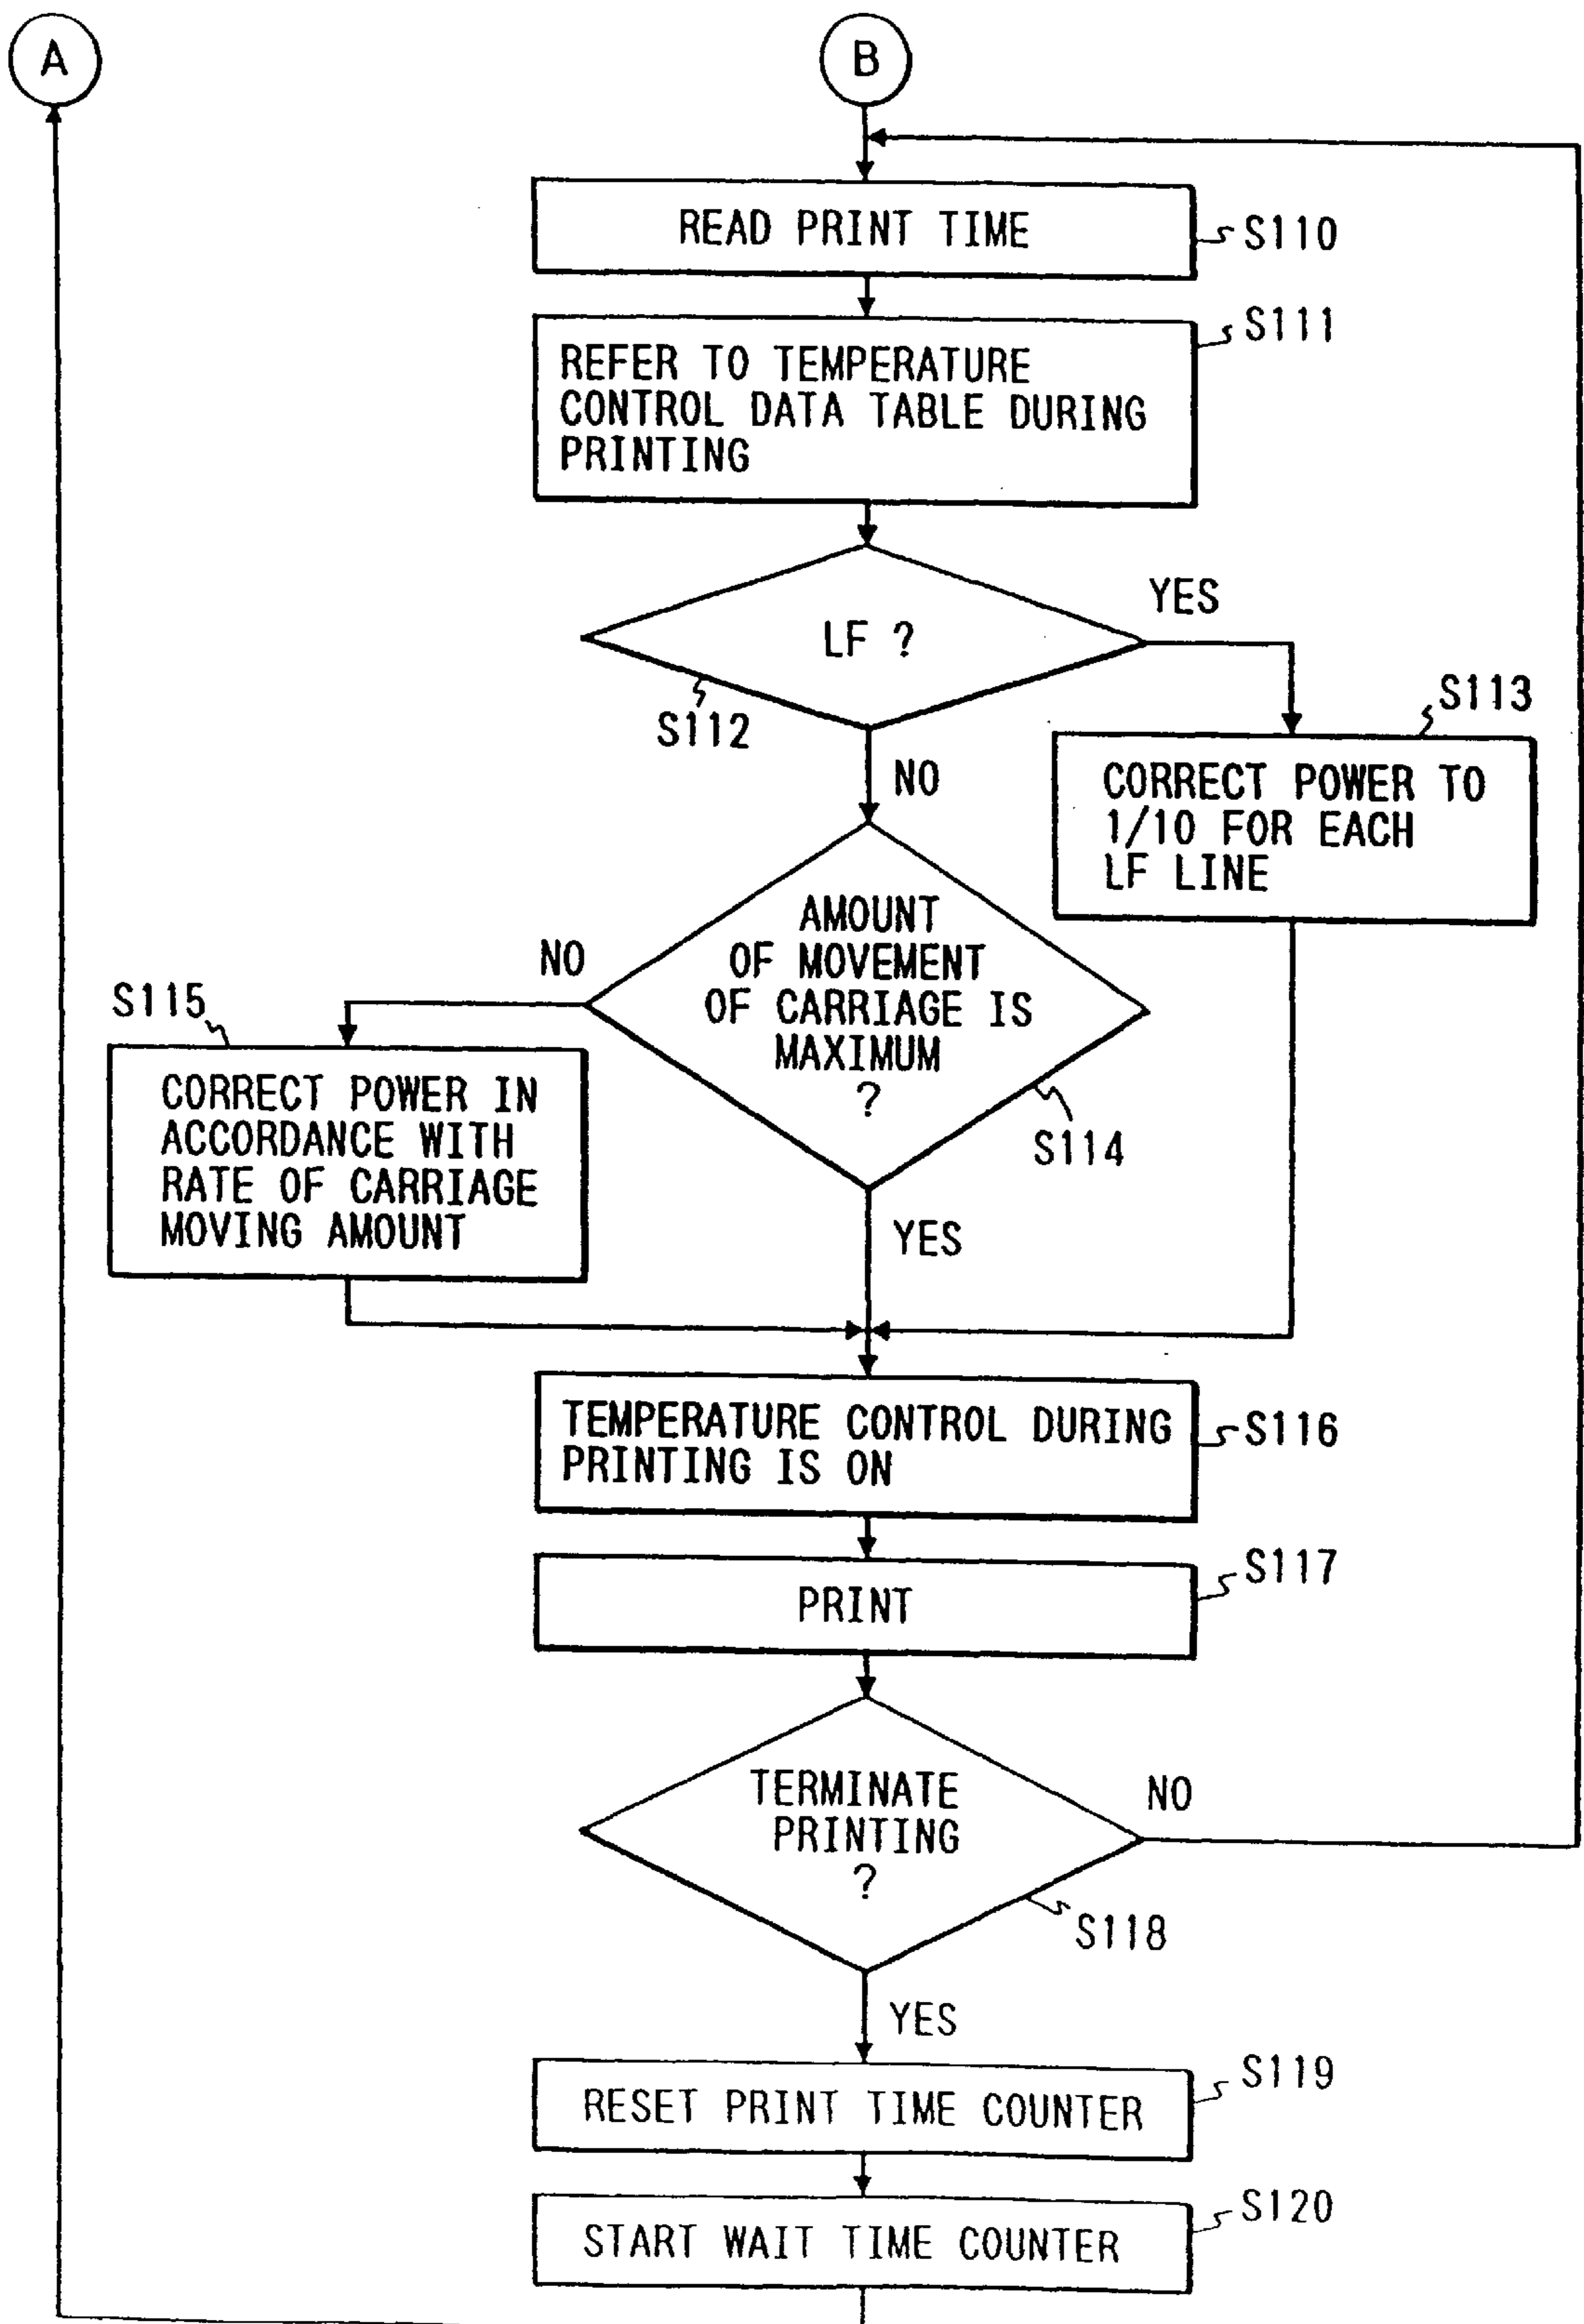 A
B
READ PRINT TIME
S110
S111
REFER TO TEMPERATURE
CONTROL DATA TABLE DURING
PRINTING
YES
LF ?
S112
S113
NO
CORRECT POWER TO
1/10 FOR EACH
LF LINE
AMOUNT
OF MOVEMENT
OF CARRIAGE IS
MAXIMUM
?
NO
S115
S114
CORRECT POWER IN
ACCORDANCE WITH
RATE OF CARRIAGE
MOVING AMOUNT
YES
TEMPERATURE CONTROL DURING
PRINTING IS ON
S116
S117
PRINT
TERMINATE
PRINTING
?
NO
S118
YES
S119
RESET PRINT TIME COUNTER
S120
START WAIT TIME COUNTER